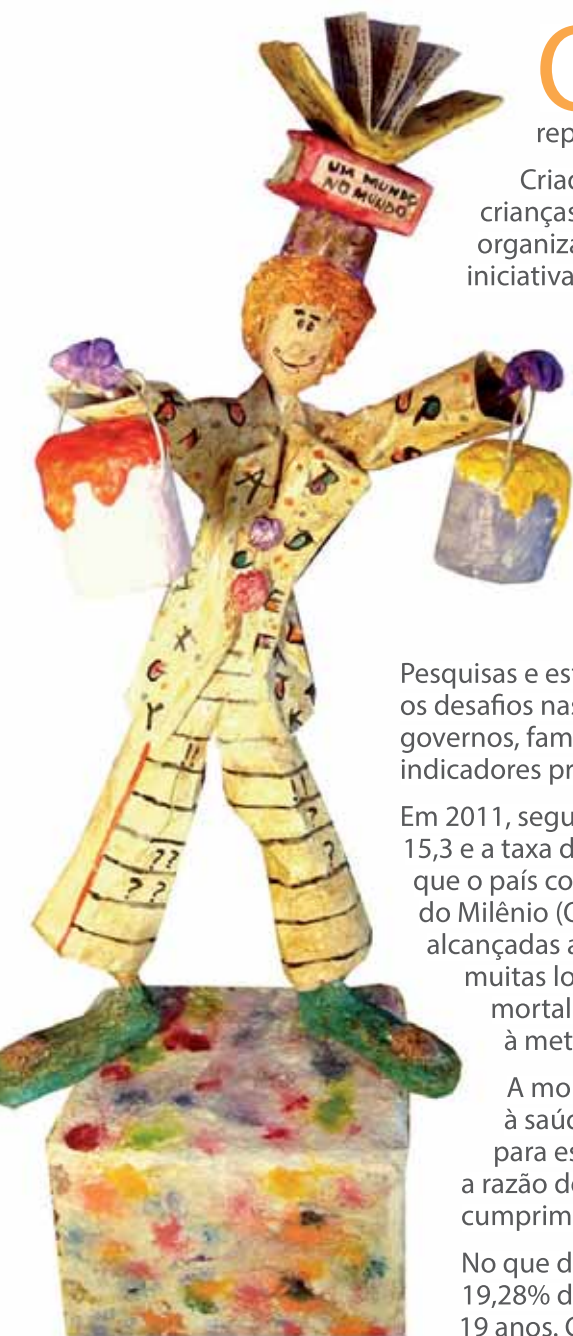 UM MUNDO
NO MUNDO
rep
Criad
crianças
organiza
iniciativa
Pesquisas e est
os desafios nas
governos, fam
indicadores pr
Em 2011, segu
15,3 e a taxa d
que o país co
do Milênio (O
alcançadas a
muitas lo
mortal
à met
A mo
à saúd
para es
a razão de
cumprim
No que d
19,28% d
19 anos. O
!!
!!
?
?
??
??